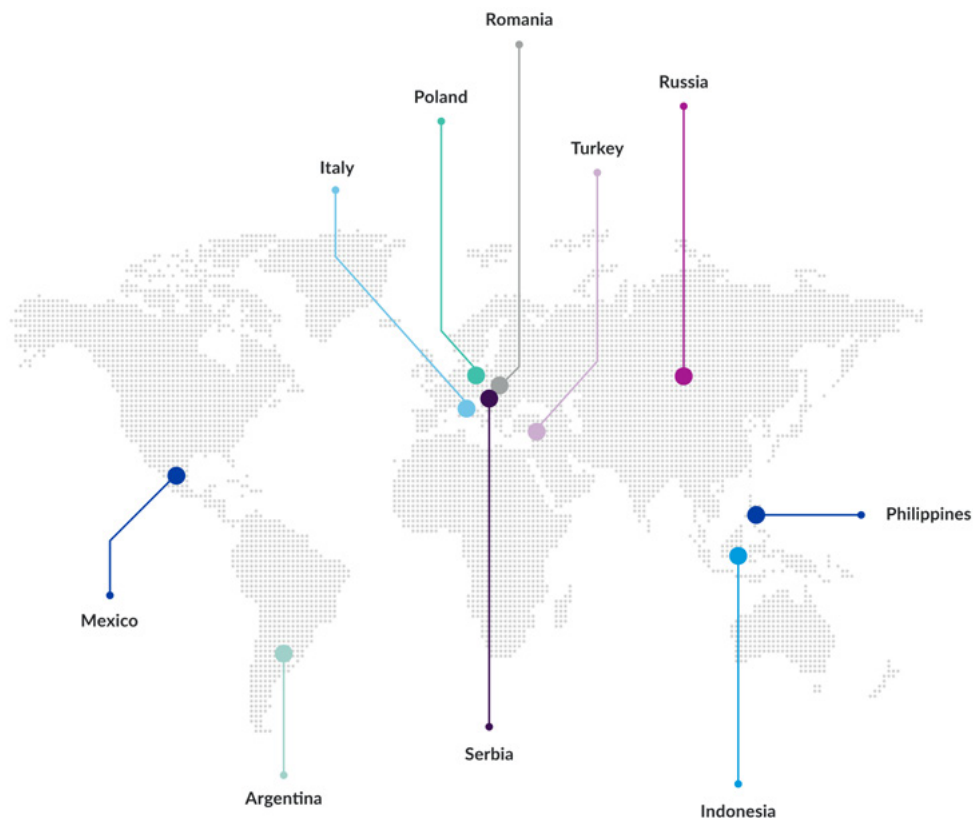 Romania
Russia
Poland
Turkey
Italy
Philippines
Mexico
Serbia
Argentina
Indonesia